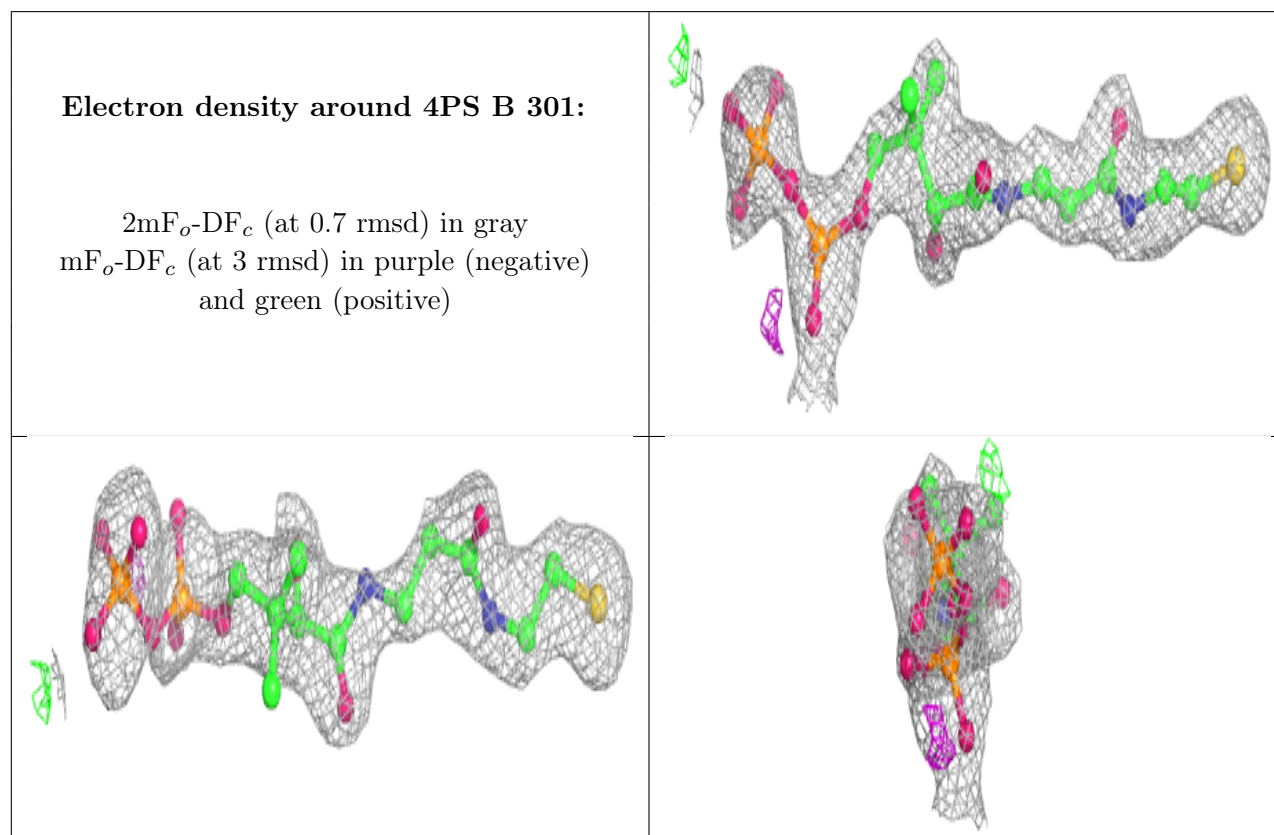 Electron density around 4PS B 301:
2mFₒ-DF𝒸 (at 0.7 rmsd) in gray
mFₒ-DF𝒸 (at 3 rmsd) in purple (negative)
and green (positive)